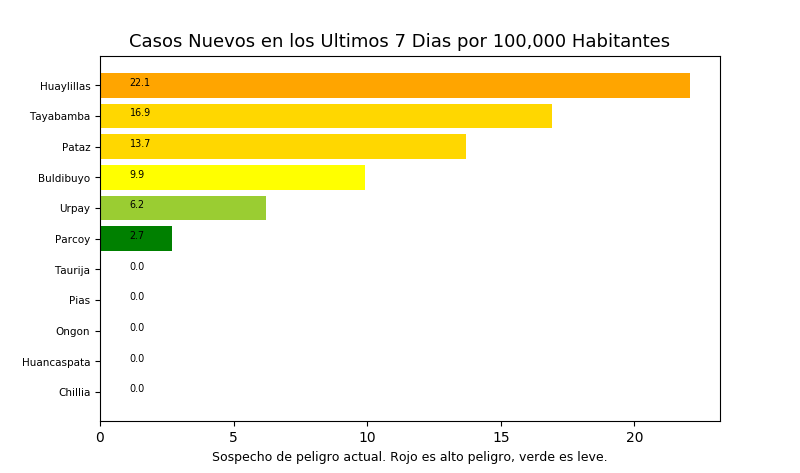 Casos Nuevos en los Ultimos 7 Dias por 100,000 Habitantes
Huaylillas 22.1
Tayabamba 16.9
Pataz 13.7
Buldibuyo 9.9
Urpay 6.2
Parcoy 2.7
Taurija 0.0
Pias 0.0
Ongon 0.0
Huancaspata 0.0
Chillia 0.0
0 5 10 15 20
Sospecho de peligro actual. Rojo es alto peligro, verde es leve.